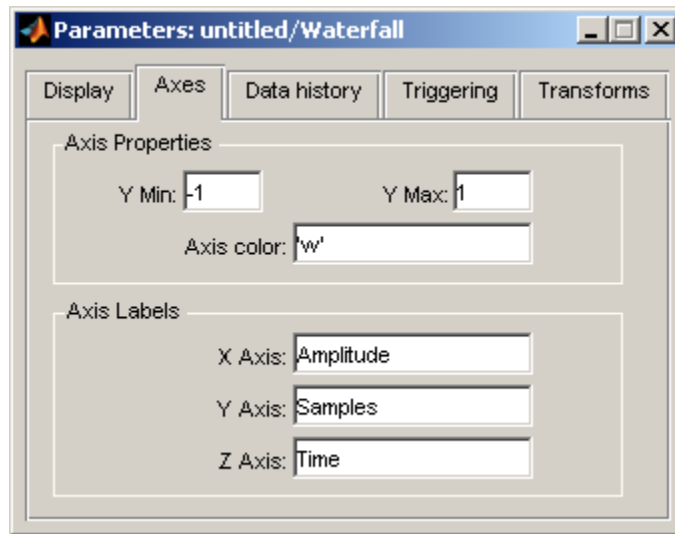 Parameters: untitled/Waterfall
Display Axes Data history Triggering Transforms
Axis Properties
Y Min: -1 Y Max: 1
Axis color: 'w'
Axis Labels
X Axis: Amplitude
Y Axis: Samples
Z Axis: Time